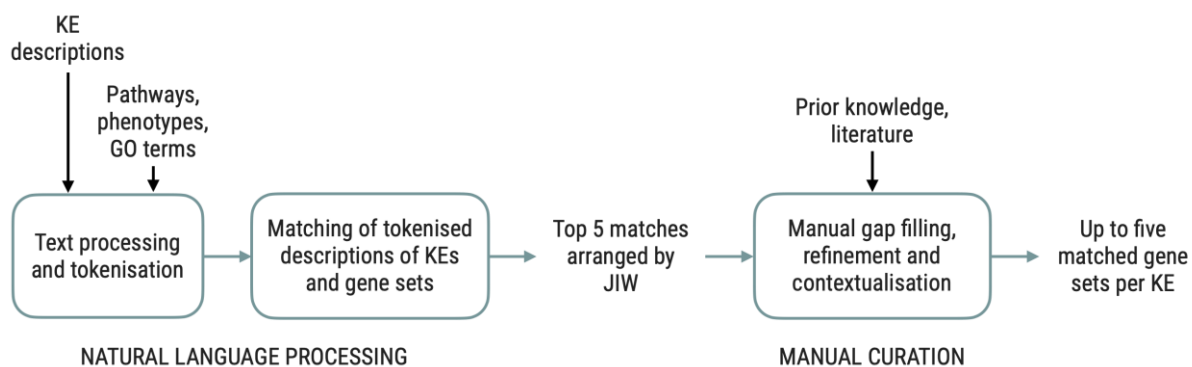 KE
descriptions
Pathways,
phenotypes,
GO terms
Text processing
and tokenisation
Matching of tokenised
descriptions of KEs
and gene sets
Top 5 matches
arranged by
JIW
Prior knowledge,
literature
Manual gap filling,
refinement and
contextualisation
Up to five
matched gene
sets per KE
NATURAL LANGUAGE PROCESSING
MANUAL CURATION